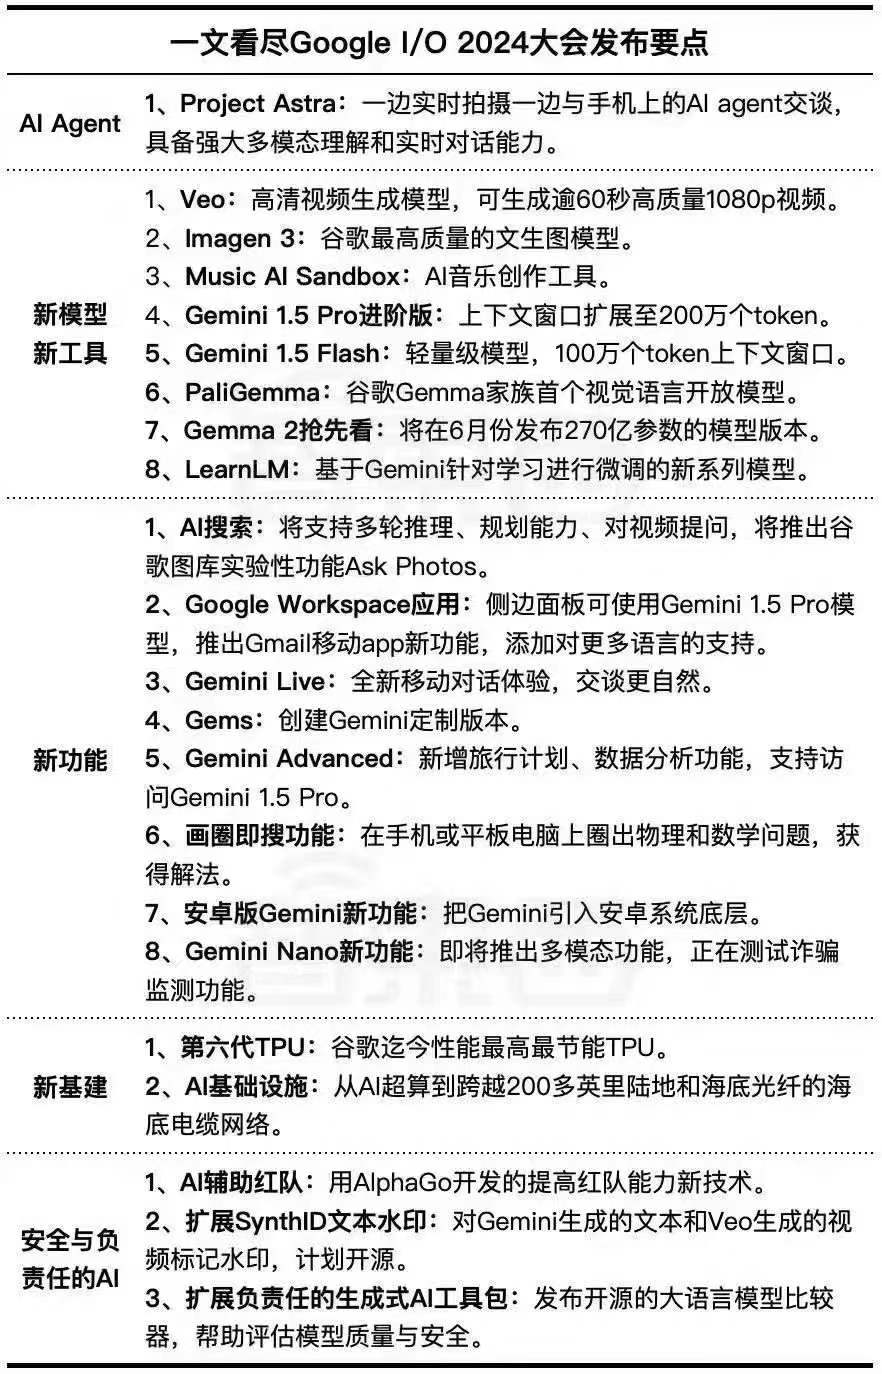 一文看尽Google I/O 2024大会发布要点
AI Agent
1、Project Astra：一边实时拍摄一边与手机上的AI agent交谈，
具备强大多模态理解和实时对话能力。
新模型
新工具
1、Veo：高清视频生成模型，可生成逾60秒高质量1080p视频。
2、Imagen 3：谷歌最高质量的文生图模型。
3、Music AI Sandbox：AI音乐创作工具。
4、Gemini 1.5 Pro进阶版：上下文窗口扩展至200万个token。
5、Gemini 1.5 Flash：轻量级模型，100万个token上下文窗口。
6、PaliGemma：谷歌Gemma家族首个视觉语言开放模型。
7、Gemma 2抢先看：将在6月份发布270亿参数的模型版本。
8、LearnLM：基于Gemini针对学习进行微调的新系列模型。
新功能
1、AI搜索：将支持多轮推理、规划能力、对视频提问，将推出谷
歌图库实验性功能Ask Photos。
2、Google Workspace应用：侧边面板可使用Gemini 1.5 Pro模
型，推出Gmail移动app新功能，添加对更多语言的支持。
3、Gemini Live：全新移动对话体验，交谈更自然。
4、Gems：创建Gemini定制版本。
5、Gemini Advanced：新增旅行计划、数据分析功能，支持访
问Gemini 1.5 Pro。
6、画圈即搜功能：在手机或平板电脑上圈出物理和数学问题，获
得解法。
7、安卓版Gemini新功能：把Gemini引入安卓系统底层。
8、Gemini Nano新功能：即将推出多模态功能，正在测试诈骗
监测功能。
新基建
1、第六代TPU：谷歌迄今性能最高最节能TPU。
2、AI基础设施：从AI超算到跨越200多英里陆地和海底光纤的海
底电缆网络。
安全与负
责任的AI
1、AI辅助红队：用AlphaGo开发的提高红队能力新技术。
2、扩展SynthID文本水印：对Gemini生成的文本和Veo生成的视
频标记水印，计划开源。
3、扩展负责任的生成式AI工具包：发布开源的大语言模型比较
器，帮助评估模型质量与安全。